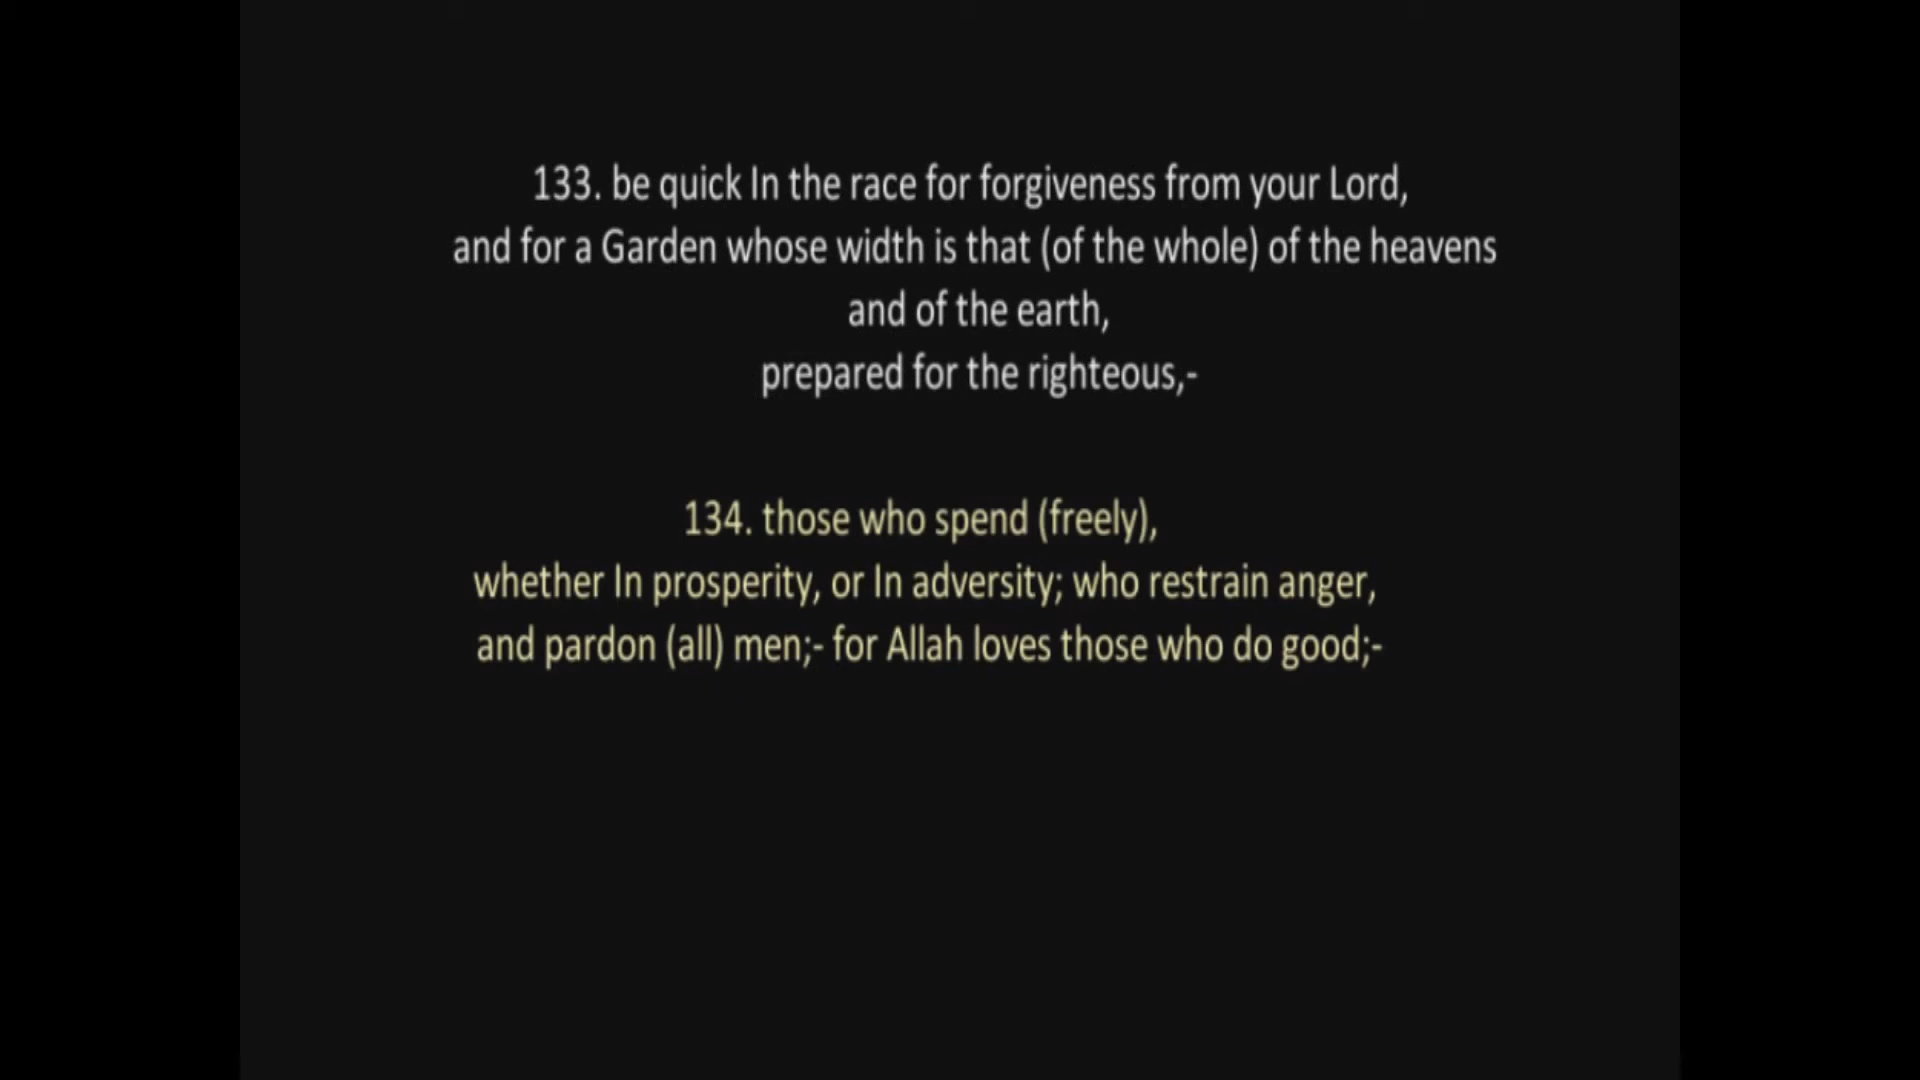 133. be quick In the race for forgiveness from your Lord,
and for a Garden whose width is that (of the whole) of the heavens
and of the earth,
prepared for the righteous,-
134. those who spend (freely),
whether In prosperity, or In adversity; who restrain anger,
and pardon (all) men;- for Allah loves those who do good;-